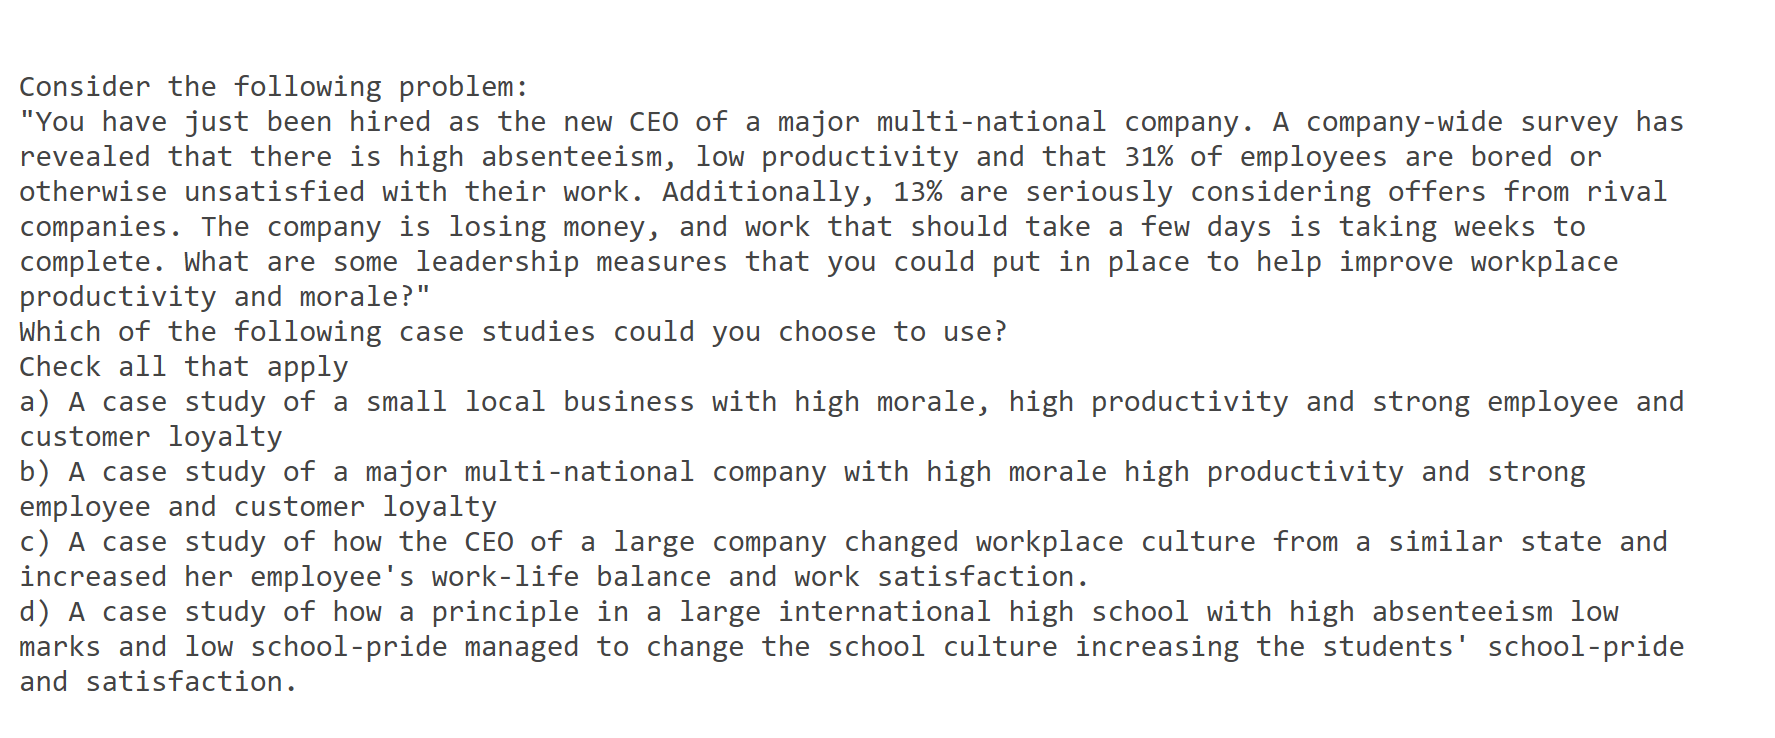 Consider the following problem:
"You have just been hired as the new CEO of a major multi-national company. A company-wide survey has
revealed that there is high absenteeism, low productivity and that 31% of employees are bored or
otherwise unsatisfied with their work. Additionally, 13% are seriously considering offers from rival
companies. The company is losing money, and work that should take a few days is taking weeks to
complete. What are some leadership measures that you could put in place to help improve workplace
productivity and morale?"
Which of the following case studies could you choose to use?
Check all that apply
a) A case study of a small local business with high morale, high productivity and strong employee and
customer loyalty
b) A case study of a major multi-national company with high morale high productivity and strong
employee and customer loyalty
c) A case study of how the CEO of a large company changed workplace culture from a similar state and
increased her employee's work-life balance and work satisfaction.
d) A case study of how a principle in a large international high school with high absenteeism low
marks and low school-pride managed to change the school culture increasing the students' school-pride
and satisfaction.